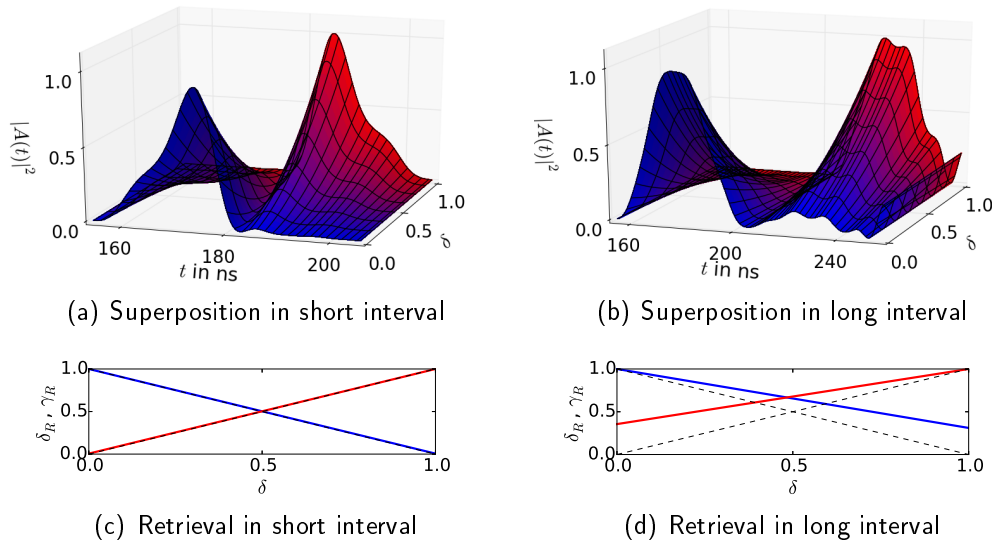 1.0
0.5
0.0
|A(t)|²
160
180
200
t in ns
0.0
0.5
1.0
δ
(a) Superposition in short interval
1.0
0.5
0.0
|A(t)|²
160
200
240
t in ns
0.0
0.5
1.0
δ
(b) Superposition in long interval
1.0
0.5
0.0
δ_R, γ_R
0.0
0.5
1.0
δ
(c) Retrieval in short interval
1.0
0.5
0.0
δ_R, γ_R
0.0
0.5
1.0
δ
(d) Retrieval in long interval